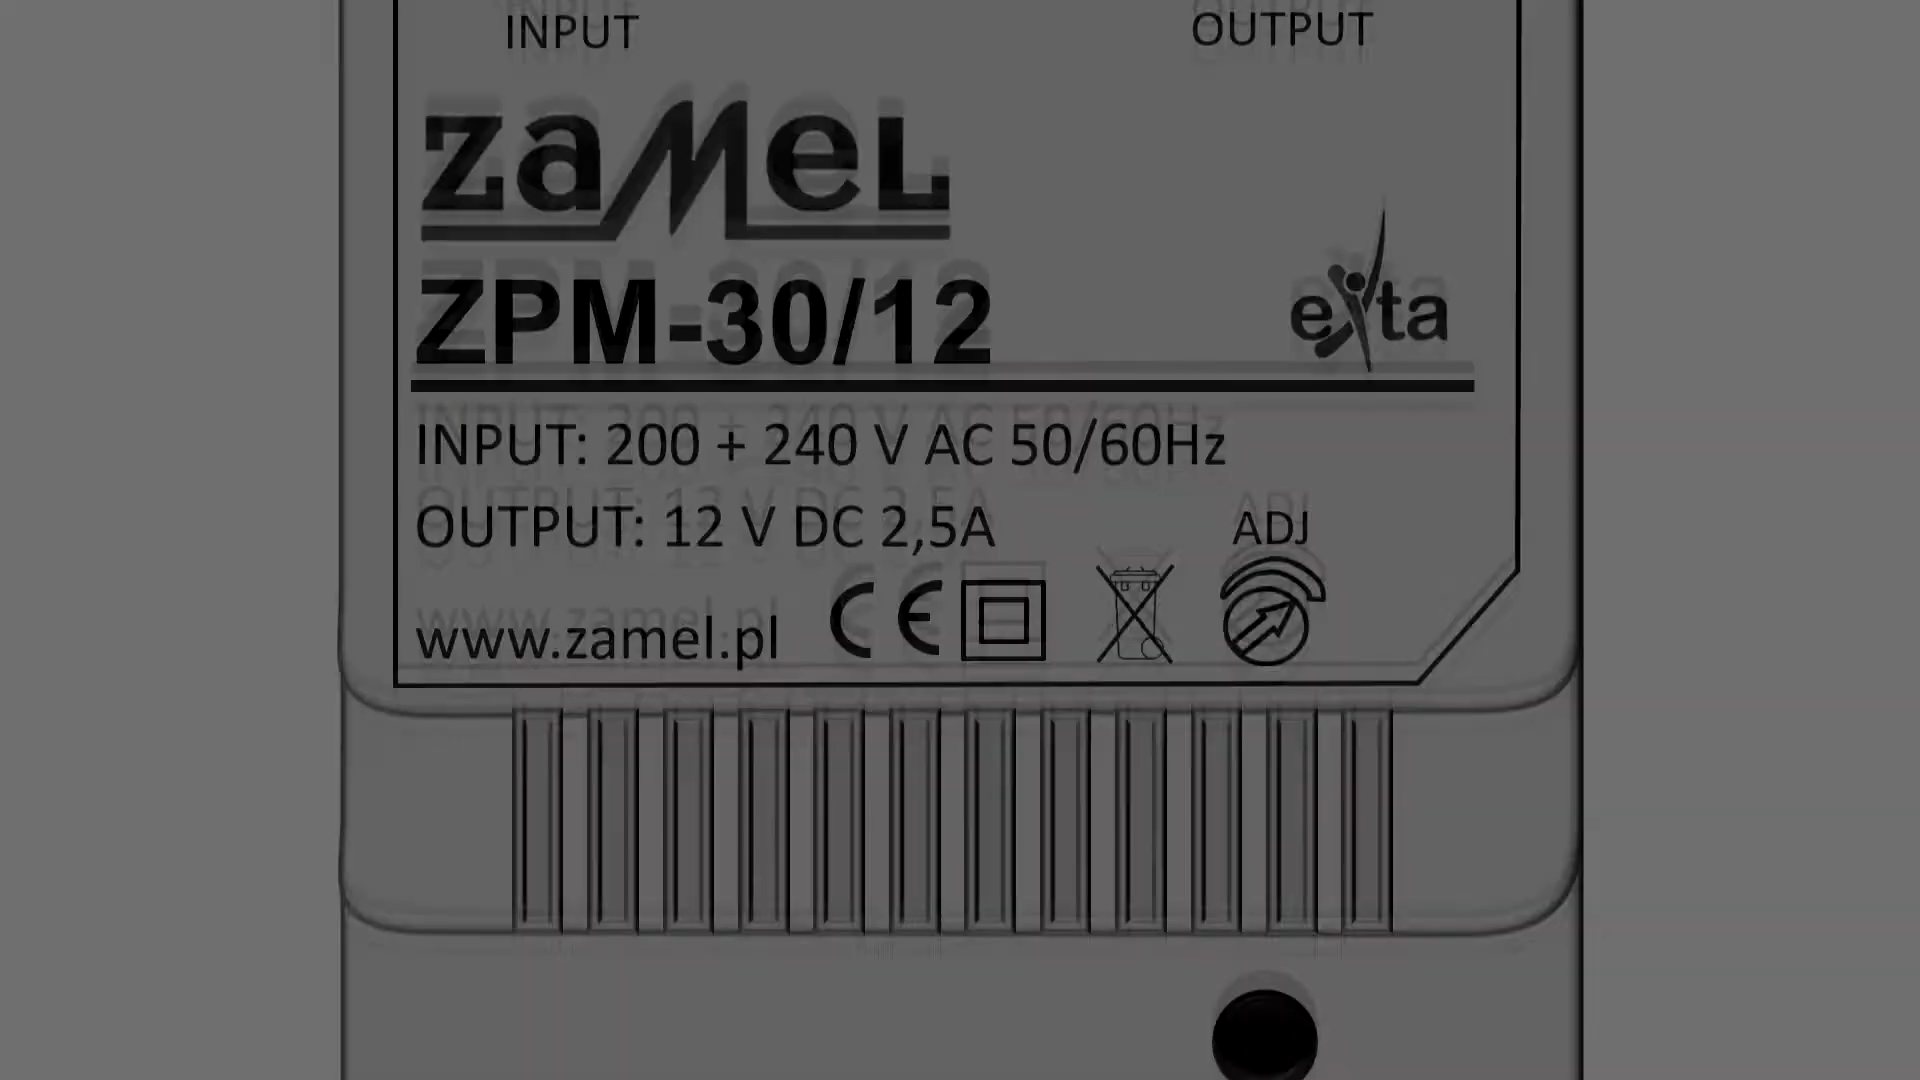 INPUT OUTPUT
zaMeL
ZPM-30/12
exta
INPUT: 200 + 240 V AC 50/60Hz
OUTPUT: 12 V DC 2,5A
ADJ
www.zamel.pl CE